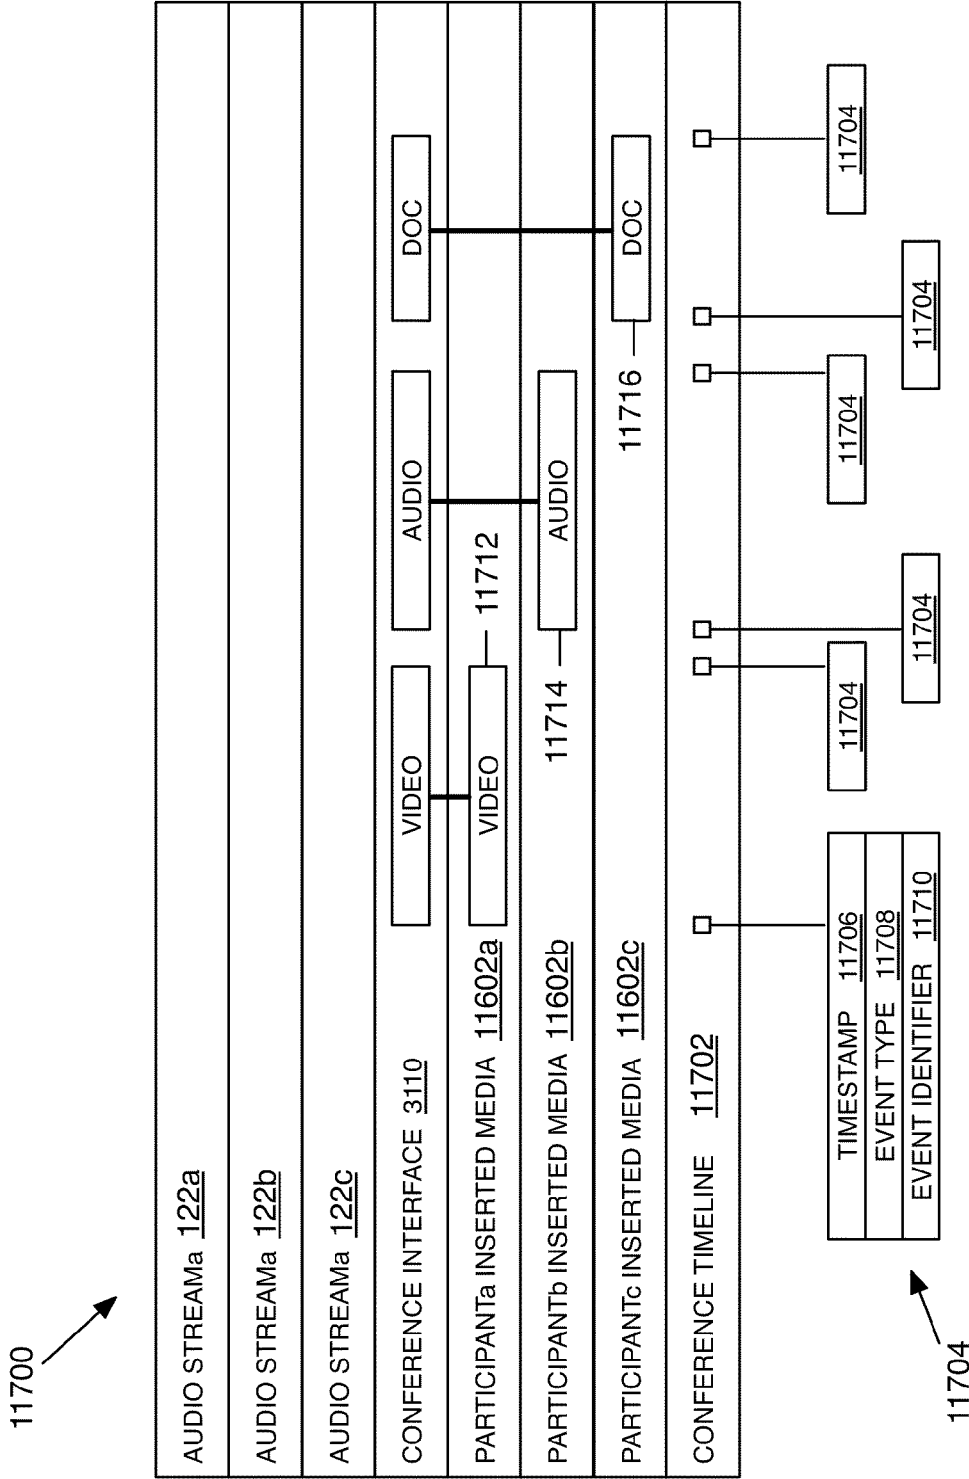 11700
AUDIO STREAMa 122a
AUDIO STREAMa 122b
AUDIO STREAMa 122c
CONFERENCE INTERFACE 3110
VIDEO
AUDIO
DOC
PARTICIPANTa INSERTED MEDIA 11602a
VIDEO
11712
PARTICIPANTb INSERTED MEDIA 11602b
11714
AUDIO
PARTICIPANTc INSERTED MEDIA 11602c
11716
DOC
CONFERENCE TIMELINE 11702
TIMESTAMP 11706
EVENT TYPE 11708
EVENT IDENTIFIER 11710
11704
11704
11704
11704
11704
11704